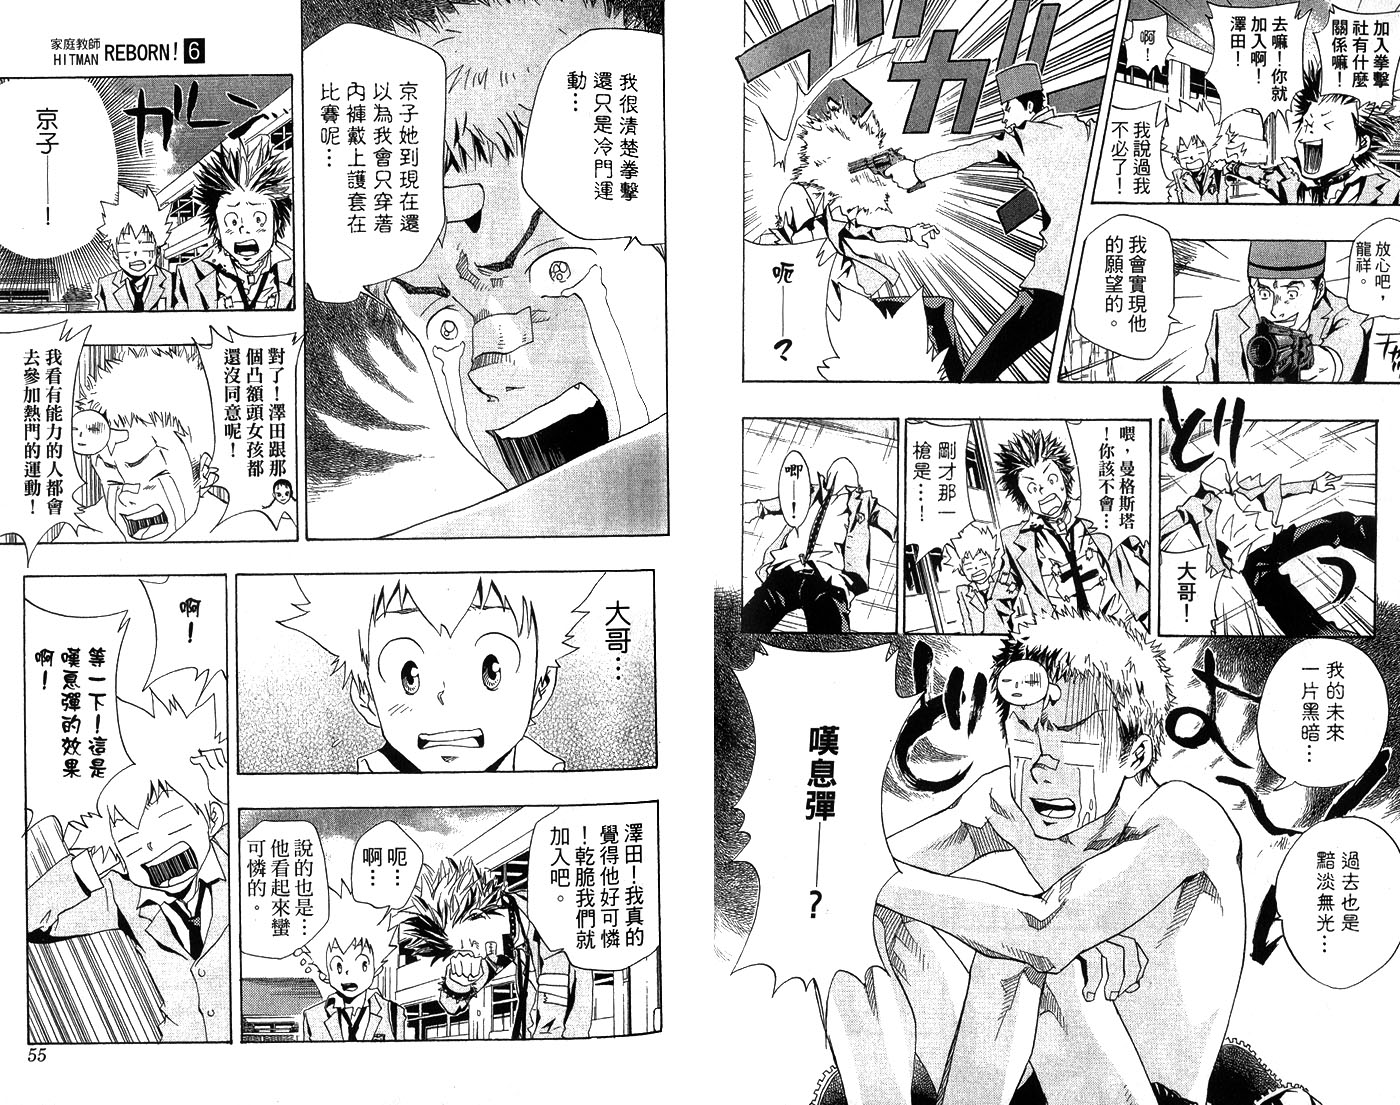 加入拳擊
社有什麼
關係嘛！
去嘛！你就
加入啊！
澤田！
啊！
我說過我
不必了！
放心吧，
龍祥。
我會實現他
的願望的。
ズガン
呃——？
ドゥッ
大哥！
喂，曼格斯塔
！你該不會…
剛才那一
槍是…！
唧——！
我的未來
一片黑暗…
過去也是
黯淡無光…
嘆息彈——？
家庭教師
HITMAN REBORN! 6
我很清楚拳擊
還只是冷門運
動…
京子她到現在還
以為我會只穿著
內褲戴上護套在
比賽呢…
ガーン
京子——！
對了！澤田跟那
個凸額頭女孩都
還沒同意呢！
我看有能力的人都會
去參加熱門的運動！
大哥…
啊！
等一下！這是
嘆息彈的效果
啊！
澤田！我真的
覺得他好可憐
！乾脆我們就
加入吧。
呃…
啊…
說的也是…
他看起來蠻
可憐的。
55